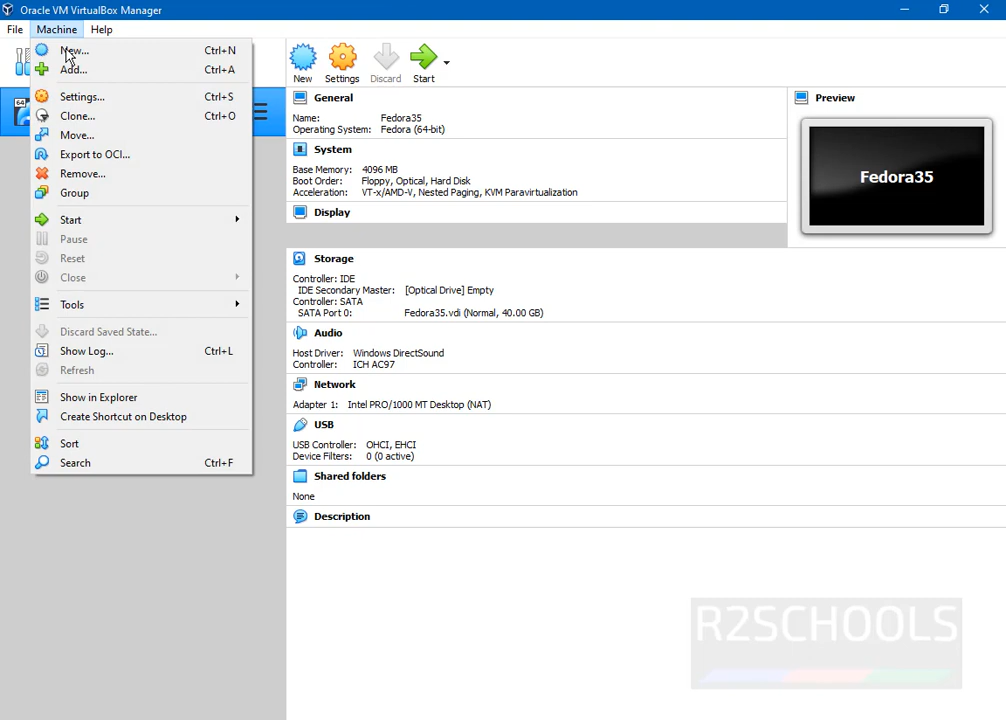 Oracle VM VirtualBox Manager
File Machine Help
New... Ctrl+N
Add... Ctrl+A
Settings... Ctrl+S
Clone... Ctrl+O
Move...
Export to OCI...
Remove...
Group
Start
Pause
Reset
Close
Tools
Discard Saved State...
Show Log... Ctrl+L
Refresh
Show in Explorer
Create Shortcut on Desktop
Sort
Search Ctrl+F
64
New Settings Discard Start
General
Name: Fedora35
Operating System: Fedora (64-bit)
System
Base Memory: 4096 MB
Boot Order: Floppy, Optical, Hard Disk
Acceleration: VT-x/AMD-V, Nested Paging, KVM Paravirtualization
Display
Storage
Controller: IDE
IDE Secondary Master: [Optical Drive] Empty
Controller: SATA
SATA Port 0: Fedora35.vdi (Normal, 40.00 GB)
Audio
Host Driver: Windows DirectSound
Controller: ICH AC97
Network
Adapter 1: Intel PRO/1000 MT Desktop (NAT)
USB
USB Controller: OHCI, EHCI
Device Filters: 0 (0 active)
Shared folders
None
Description
Preview
Fedora35
R2SCHOOLS